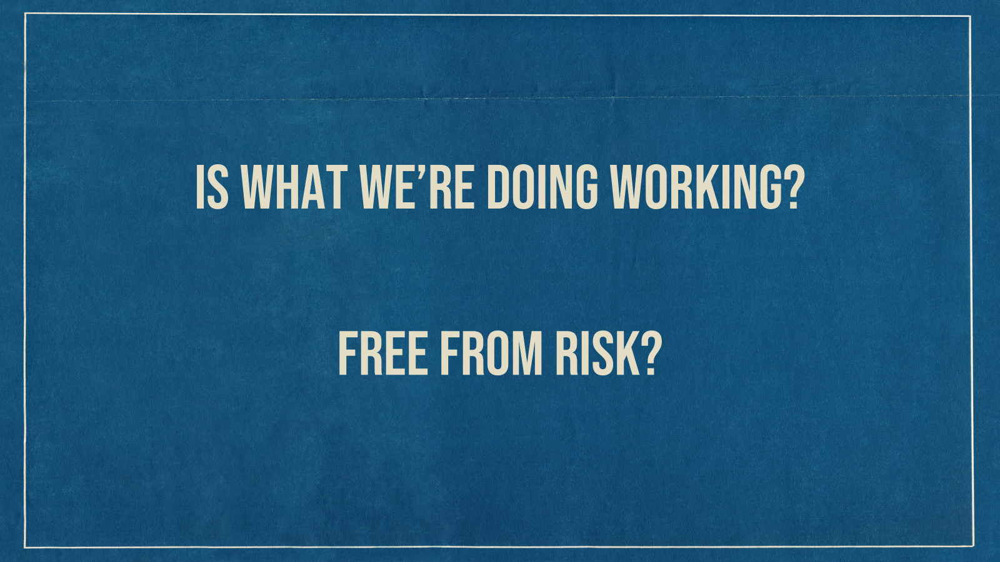 IS WHAT WE’RE DOING WORKING?
FREE FROM RISK?